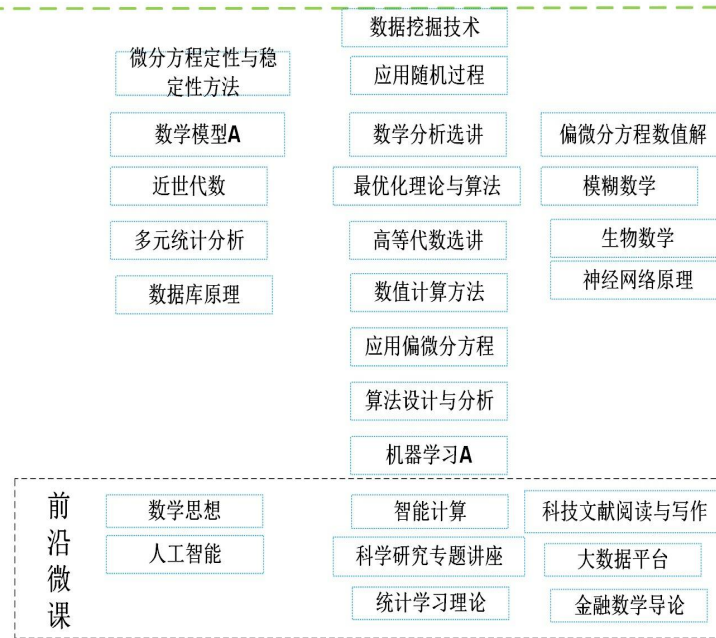 数据挖掘技术
微分方程定性与稳
定性方法
应用随机过程
数学模型A
数学分析选讲
偏微分方程数值解
近世代数
最优化理论与算法
模糊数学
多元统计分析
高等代数选讲
生物数学
数据库原理
数值计算方法
神经网络原理
应用偏微分方程
算法设计与分析
机器学习A
前沿微课
数学思想
智能计算
科技文献阅读与写作
人工智能
科学研究专题讲座
大数据平台
统计学习理论
金融数学导论